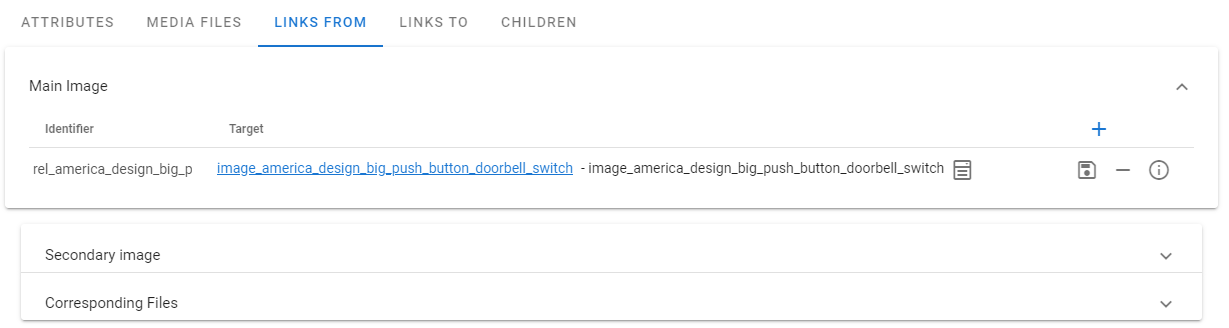 ATTRIBUTES MEDIA FILES LINKS FROM LINKS TO CHILDREN
Main Image
Identifier Target
rel_america_design_big_p image_america_design_big_push_button_doorbell_switch - image_america_design_big_push_button_doorbell_switch
Secondary image
Corresponding Files